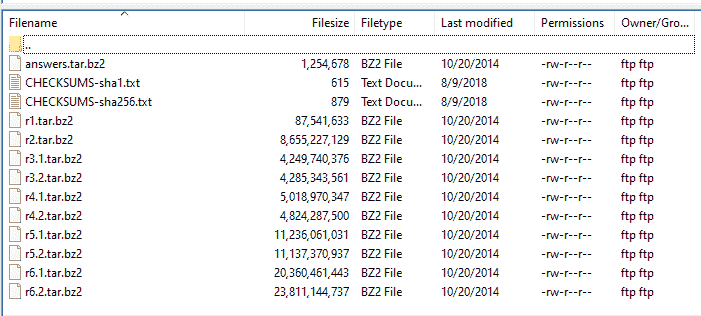 Filename Filesize Filetype Last modified Permissions Owner/Gro...
..
answers.tar.bz2 1,254,678 BZ2 File 10/20/2014 -rw-r--r-- ftp ftp
CHECKSUMS-sha1.txt 615 Text Docu... 8/9/2018 -rw-r--r-- ftp ftp
CHECKSUMS-sha256.txt 879 Text Docu... 8/9/2018 -rw-r--r-- ftp ftp
r1.tar.bz2 87,541,633 BZ2 File 10/20/2014 -rw-r--r-- ftp ftp
r2.tar.bz2 8,655,227,129 BZ2 File 10/20/2014 -rw-r--r-- ftp ftp
r3.1.tar.bz2 4,249,740,376 BZ2 File 10/20/2014 -rw-r--r-- ftp ftp
r3.2.tar.bz2 4,285,343,561 BZ2 File 10/20/2014 -rw-r--r-- ftp ftp
r4.1.tar.bz2 5,018,970,347 BZ2 File 10/20/2014 -rw-r--r-- ftp ftp
r4.2.tar.bz2 4,824,287,500 BZ2 File 10/20/2014 -rw-r--r-- ftp ftp
r5.1.tar.bz2 11,236,061,031 BZ2 File 10/20/2014 -rw-r--r-- ftp ftp
r5.2.tar.bz2 11,137,370,937 BZ2 File 10/20/2014 -rw-r--r-- ftp ftp
r6.1.tar.bz2 20,360,461,443 BZ2 File 10/20/2014 -rw-r--r-- ftp ftp
r6.2.tar.bz2 23,811,144,737 BZ2 File 10/20/2014 -rw-r--r-- ftp ftp